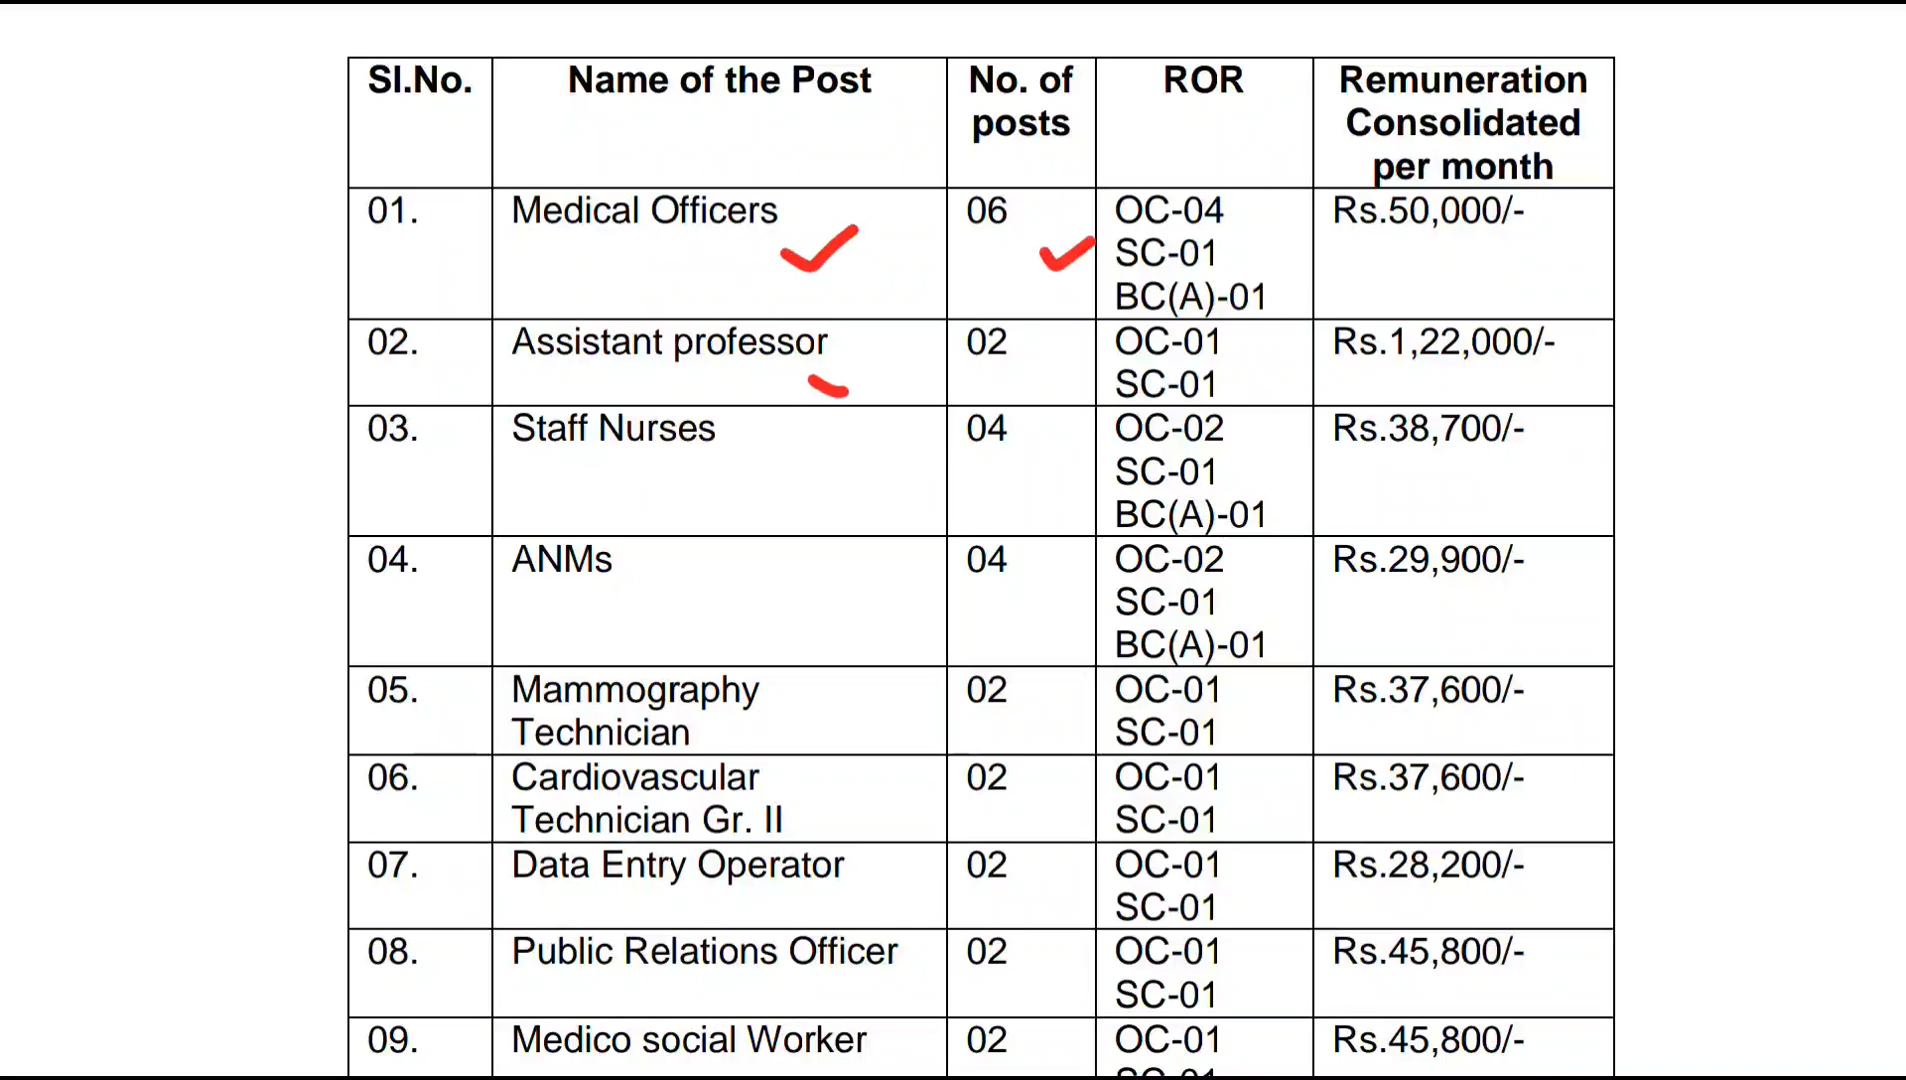 Sl.No. Name of the Post No. of ROR Remuneration
posts Consolidated
per month
01. Medical Officers 06 OC-04 Rs.50,000/-
SC-01
BC(A)-01
02. Assistant professor 02 OC-01 Rs.1,22,000/-
SC-01
03. Staff Nurses 04 OC-02 Rs.38,700/-
SC-01
BC(A)-01
04. ANMs 04 OC-02 Rs.29,900/-
SC-01
BC(A)-01
05. Mammography 02 OC-01 Rs.37,600/-
Technician SC-01
06. Cardiovascular 02 OC-01 Rs.37,600/-
Technician Gr. II SC-01
07. Data Entry Operator 02 OC-01 Rs.28,200/-
SC-01
08. Public Relations Officer 02 OC-01 Rs.45,800/-
SC-01
09. Medico social Worker 02 OC-01 Rs.45,800/-